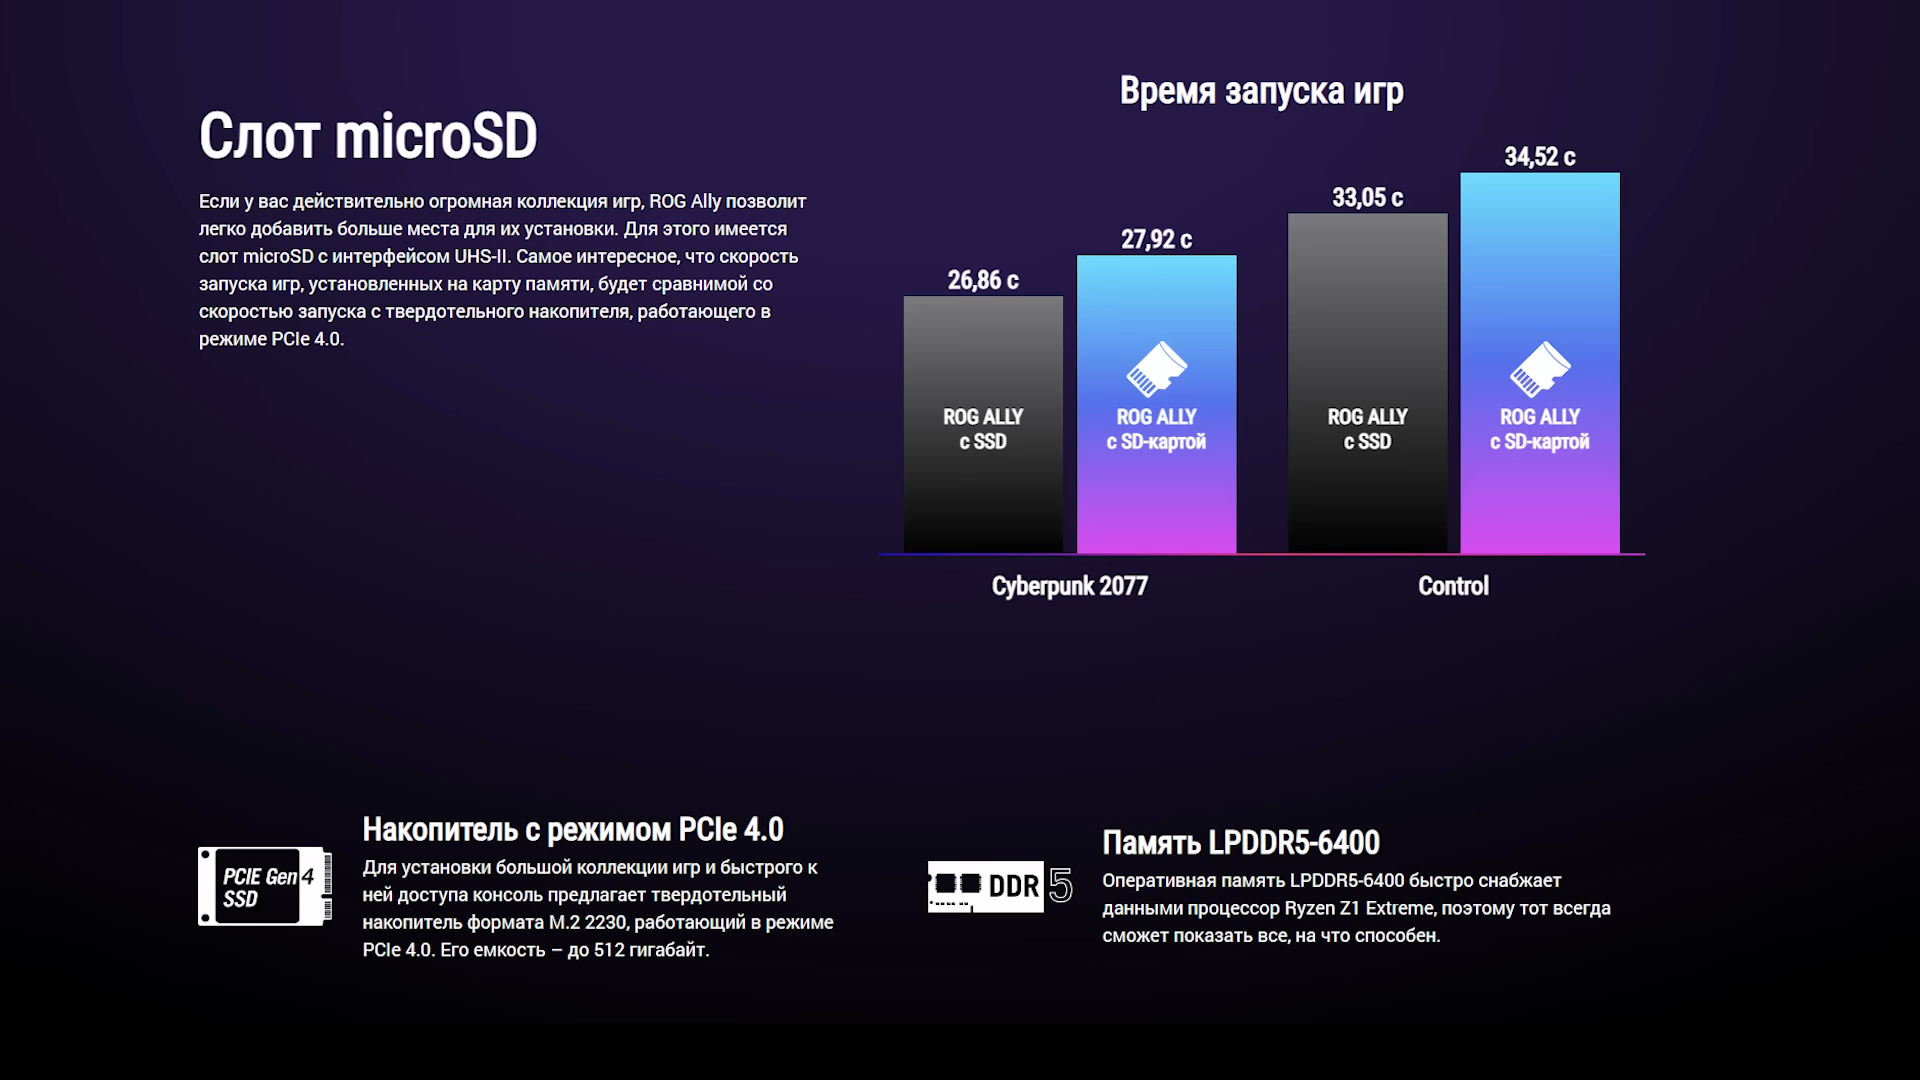 Слот microSD
Если у вас действительно огромная коллекция игр, ROG Ally позволит
легко добавить больше места для их установки. Для этого имеется
слот microSD с интерфейсом UHS-II. Самое интересное, что скорость
запуска игр, установленных на карту памяти, будет сравнимой со
скоростью запуска с твердотельного накопителя, работающего в
режиме PCIe 4.0.
Время запуска игр
26,86 с
27,92 с
33,05 с
34,52 с
ROG ALLY
с SSD
ROG ALLY
с SD-картой
ROG ALLY
с SSD
ROG ALLY
с SD-картой
Cyberpunk 2077
Control
PCIE Gen 4
SSD
Накопитель с режимом PCIe 4.0
Для установки большой коллекции игр и быстрого к
ней доступа консоль предлагает твердотельный
накопитель формата M.2 2230, работающий в режиме
PCIe 4.0. Его емкость – до 512 гигабайт.
DDR5
Память LPDDR5-6400
Оперативная память LPDDR5-6400 быстро снабжает
данными процессор Ryzen Z1 Extreme, поэтому тот всегда
сможет показать все, на что способен.